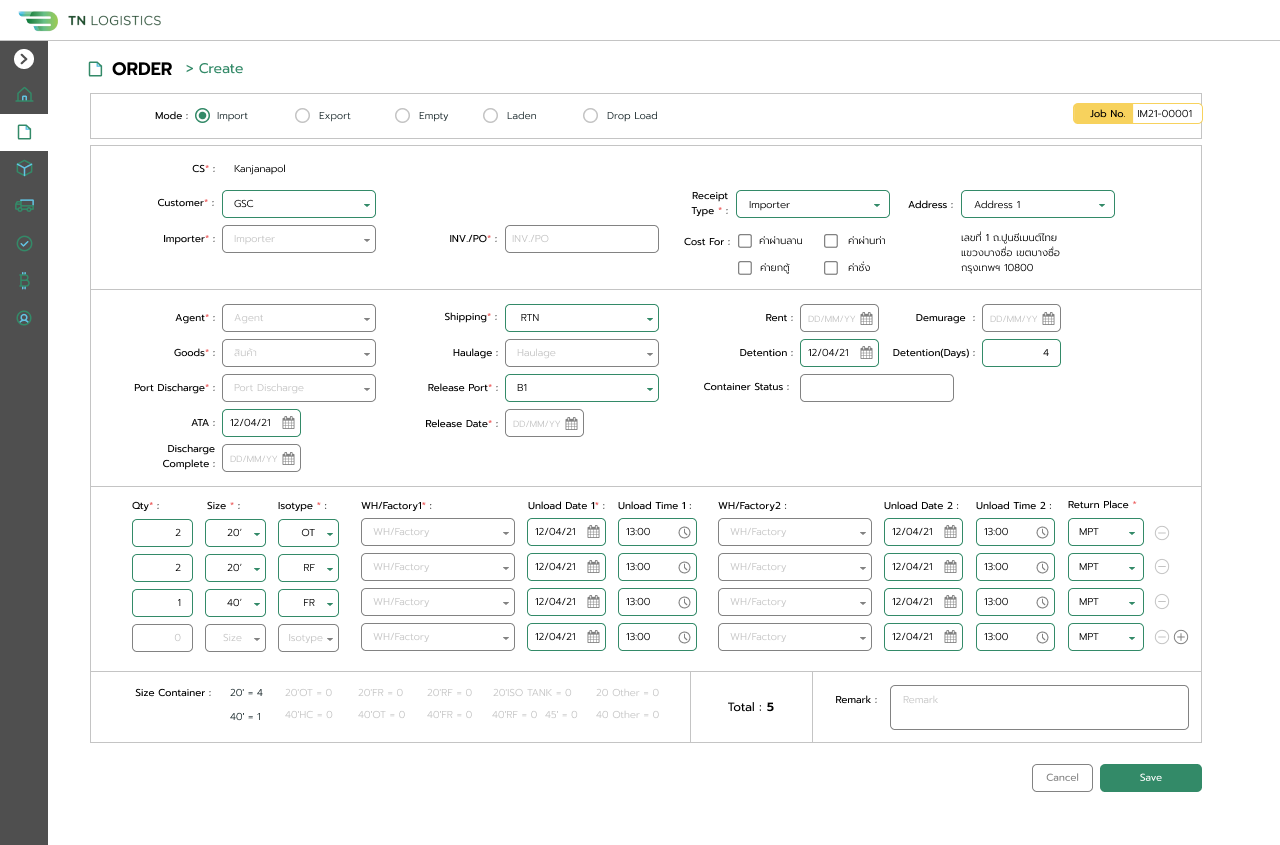 TN LOGISTICS
ORDER > Create
Mode : Import Export Empty Laden Drop Load Job No. IM21-00001
CS* : Kanjanapol
Customer* : GSC Receipt Type * : Importer Address : Address 1
Importer* : Importer INV./PO* : INV./PO Cost For : ค่าผ่านลาน ค่าผ่านท่า เลขที่ 1 ถ.ปูนซีเมนต์ไทย
แขวงบางซื่อ เขตบางซื่อ
ค่ายกตู้ ค่าชั่ง กรุงเทพฯ 10800
Agent* : Agent Shipping* : RTN Rent : DD/MM/YY Demurage : DD/MM/YY
Goods* : สินค้า Haulage : Haulage Detention : 12/04/21 Detention(Days) : 4
Port Discharge* : Port Discharge Release Port* : B1 Container Status :
ATA : 12/04/21 Release Date* : DD/MM/YY
Discharge
Complete : DD/MM/YY
Qty* : Size * : Isotype * : WH/Factory1* : Unload Date 1* : Unload Time 1 : WH/Factory2 : Unload Date 2 : Unload Time 2 : Return Place *
2 20' OT WH/Factory 12/04/21 13:00 WH/Factory 12/04/21 13:00 MPT
2 20' RF WH/Factory 12/04/21 13:00 WH/Factory 12/04/21 13:00 MPT
1 40' FR WH/Factory 12/04/21 13:00 WH/Factory 12/04/21 13:00 MPT
0 Size Isotype WH/Factory 12/04/21 13:00 WH/Factory 12/04/21 13:00 MPT
Size Container : 20' = 4 20'OT = 0 20'FR = 0 20'RF = 0 20'ISO TANK = 0 20 Other = 0
40' = 1 40'HC = 0 40'OT = 0 40'FR = 0 40'RF = 0 45' = 0 40 Other = 0
Total : 5
Remark : Remark
Cancel Save